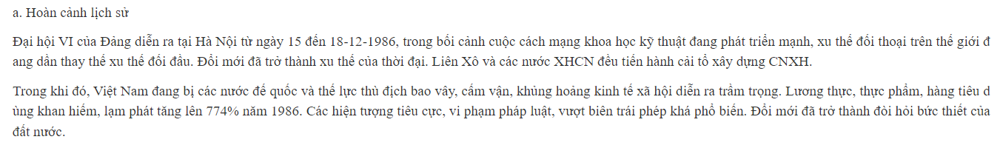 a. Hoàn cảnh lịch sử
Đại hội VI của Đảng diễn ra tại Hà Nội từ ngày 15 đến 18-12-1986, trong bối cảnh cuộc cách mạng khoa học kỹ thuật đang phát triển mạnh, xu thế đối thoại trên thế giới đ
ang dần thay thế xu thế đối đầu. Đổi mới đã trở thành xu thế của thời đại. Liên Xô và các nước XHCN đều tiến hành cải tổ xây dựng CNXH.
Trong khi đó, Việt Nam đang bị các nước đế quốc và thế lực thù địch bao vây, cấm vận, khủng hoảng kinh tế xã hội diễn ra trầm trọng. Lương thực, thực phẩm, hàng tiêu d
ùng khan hiếm, lạm phát tăng lên 774% năm 1986. Các hiện tượng tiêu cực, vi phạm pháp luật, vượt biên trái phép khá phổ biến. Đổi mới đã trở thành đòi hỏi bức thiết của
đất nước.